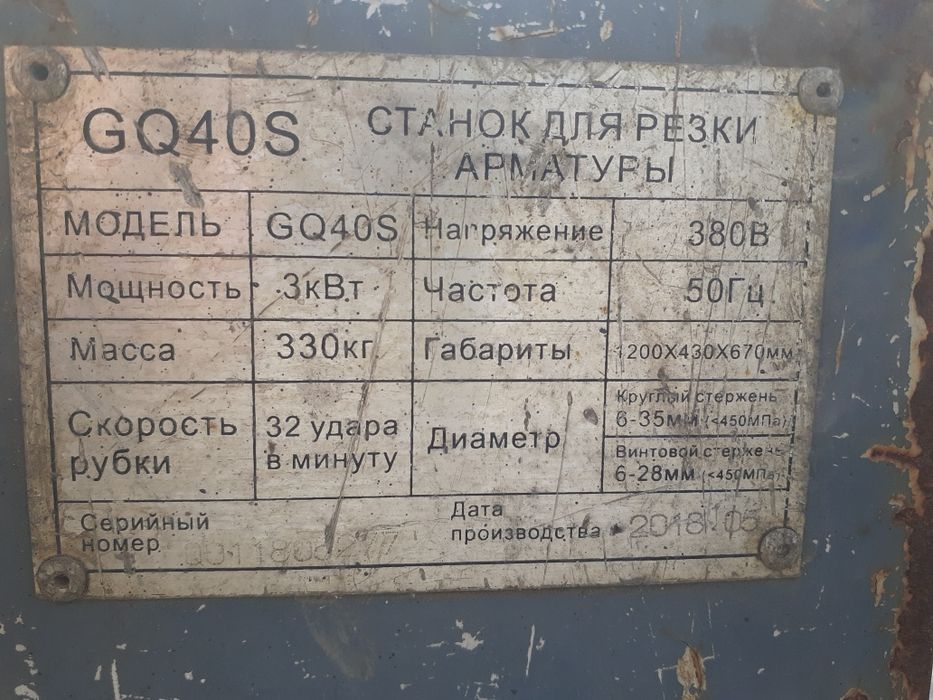 GQ40S СТАНОК ДЛЯ РЕЗКИ
АРМАТУРЫ
МОДЕЛЬ GQ40S Напряжение 380В
Мощность 3кВт Частота 50Гц
Масса 330кг Габариты 1200X430X670мм
Скорость рубки 32 удара в минуту Диаметр
Круглый стержень
6-35мм (<450МПа)
Винтовой стержень
6-28мм (<450МПа)
Серийный
номер
Дата
производства 2018.05